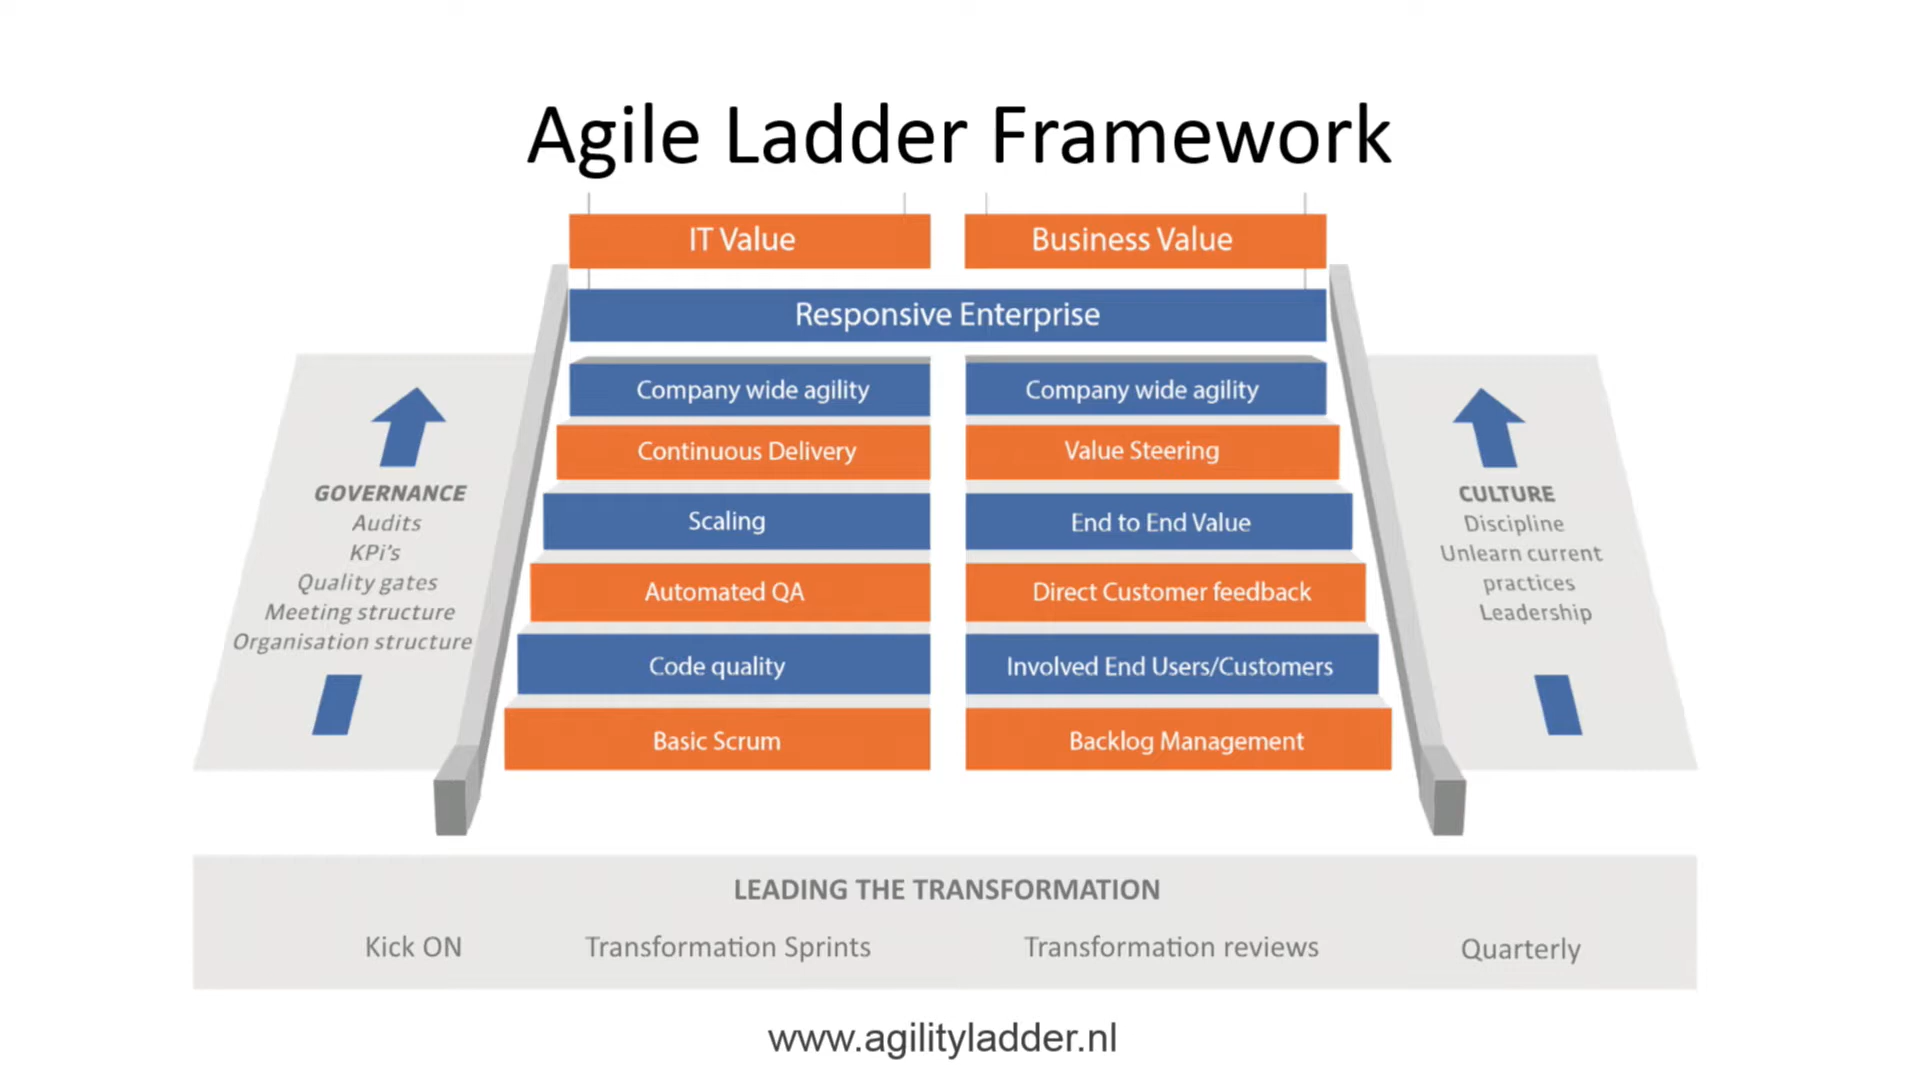 Agile Ladder Framework
IT Value
Business Value
Responsive Enterprise
Company wide agility
Company wide agility
Continuous Delivery
Value Steering
Scaling
End to End Value
Automated QA
Direct Customer feedback
Code quality
Involved End Users/Customers
Basic Scrum
Backlog Management
GOVERNANCE
Audits
KPi's
Quality gates
Meeting structure
Organisation structure
CULTURE
Discipline
Unlearn current
practices
Leadership
LEADING THE TRANSFORMATION
Kick ON
Transformation Sprints
Transformation reviews
Quarterly
www.agilityladder.nl